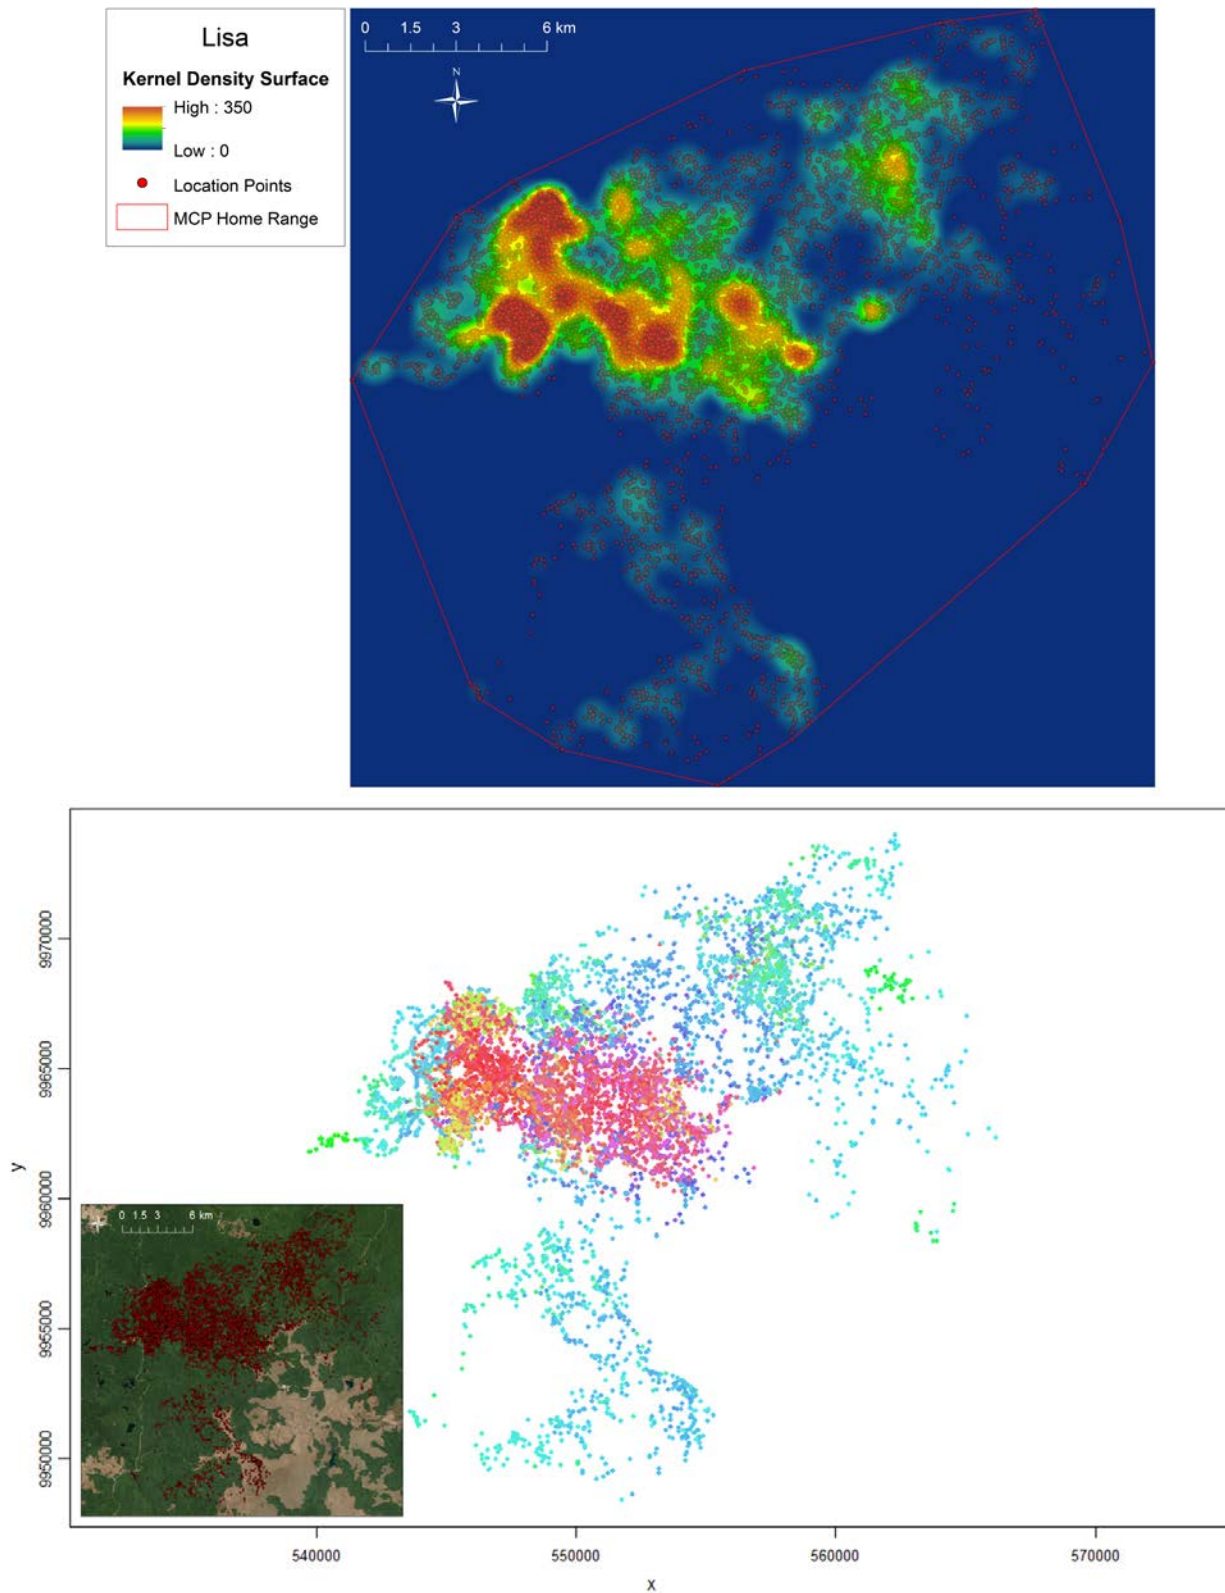 Lisa
Kernel Density Surface
High : 350
Low : 0
Location Points
MCP Home Range
0 1.5 3 6 km
N
9970000
9965000
9960000
9955000
9950000
y
0 1.5 3 6 km
540000 550000 560000 570000
x